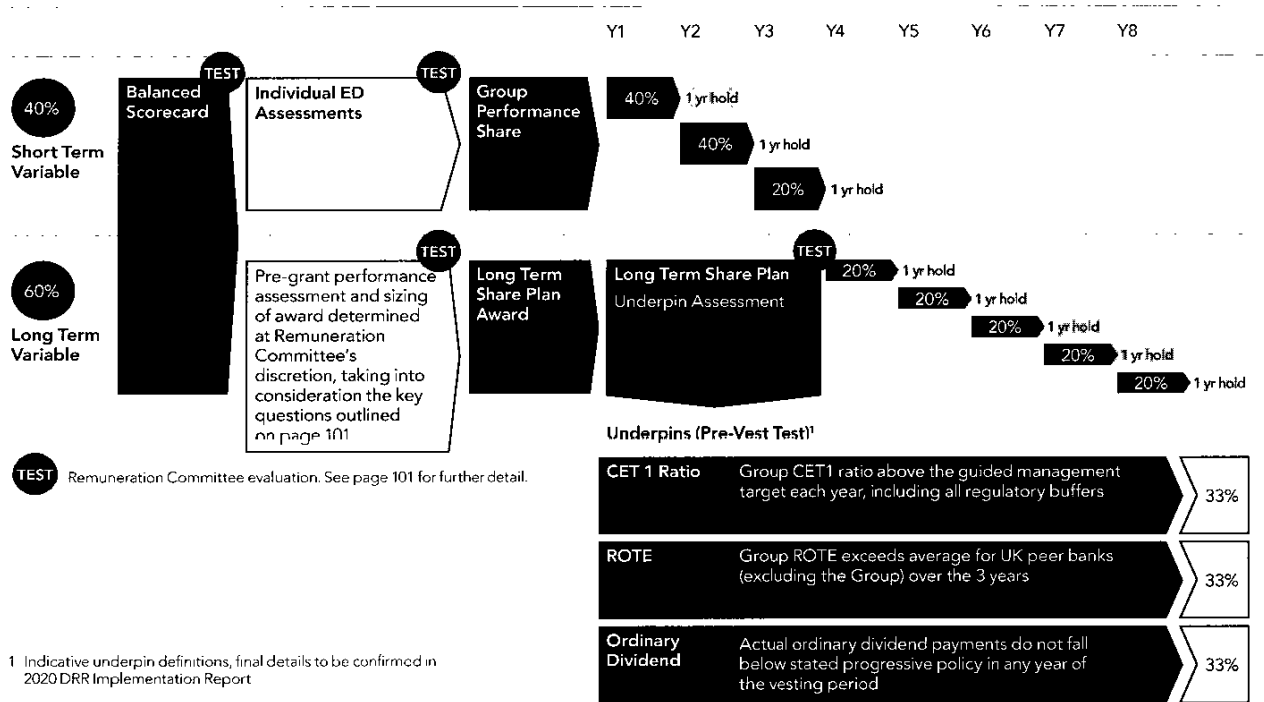 Y1 Y2 Y3 Y4 Y5 Y6 Y7 Y8
TEST
TEST
40%
Short Term
Variable
Balanced
Scorecard
Individual ED
Assessments
Group
Performance
Share
40% 1 yr hold
40% 1 yr hold
20% 1 yr hold
TEST
TEST
60%
Long Term
Variable
Pre-grant performance
assessment and sizing
of award determined
at Remuneration
Committee's
discretion, taking into
consideration the key
questions outlined
on page 101
Long Term
Share Plan
Award
Long Term Share Plan
Underpin Assessment
20% 1 yr hold
20% 1 yr hold
20% 1 yr hold
20% 1 yr hold
20% 1 yr hold
Underpins (Pre-Vest Test)¹
TEST Remuneration Committee evaluation. See page 101 for further detail.
CET 1 Ratio
Group CET1 ratio above the guided management
target each year, including all regulatory buffers
33%
ROTE
Group ROTE exceeds average for UK peer banks
(excluding the Group) over the 3 years
33%
Ordinary
Dividend
Actual ordinary dividend payments do not fall
below stated progressive policy in any year of
the vesting period
33%
1 Indicative underpin definitions, final details to be confirmed in
2020 DRR Implementation Report